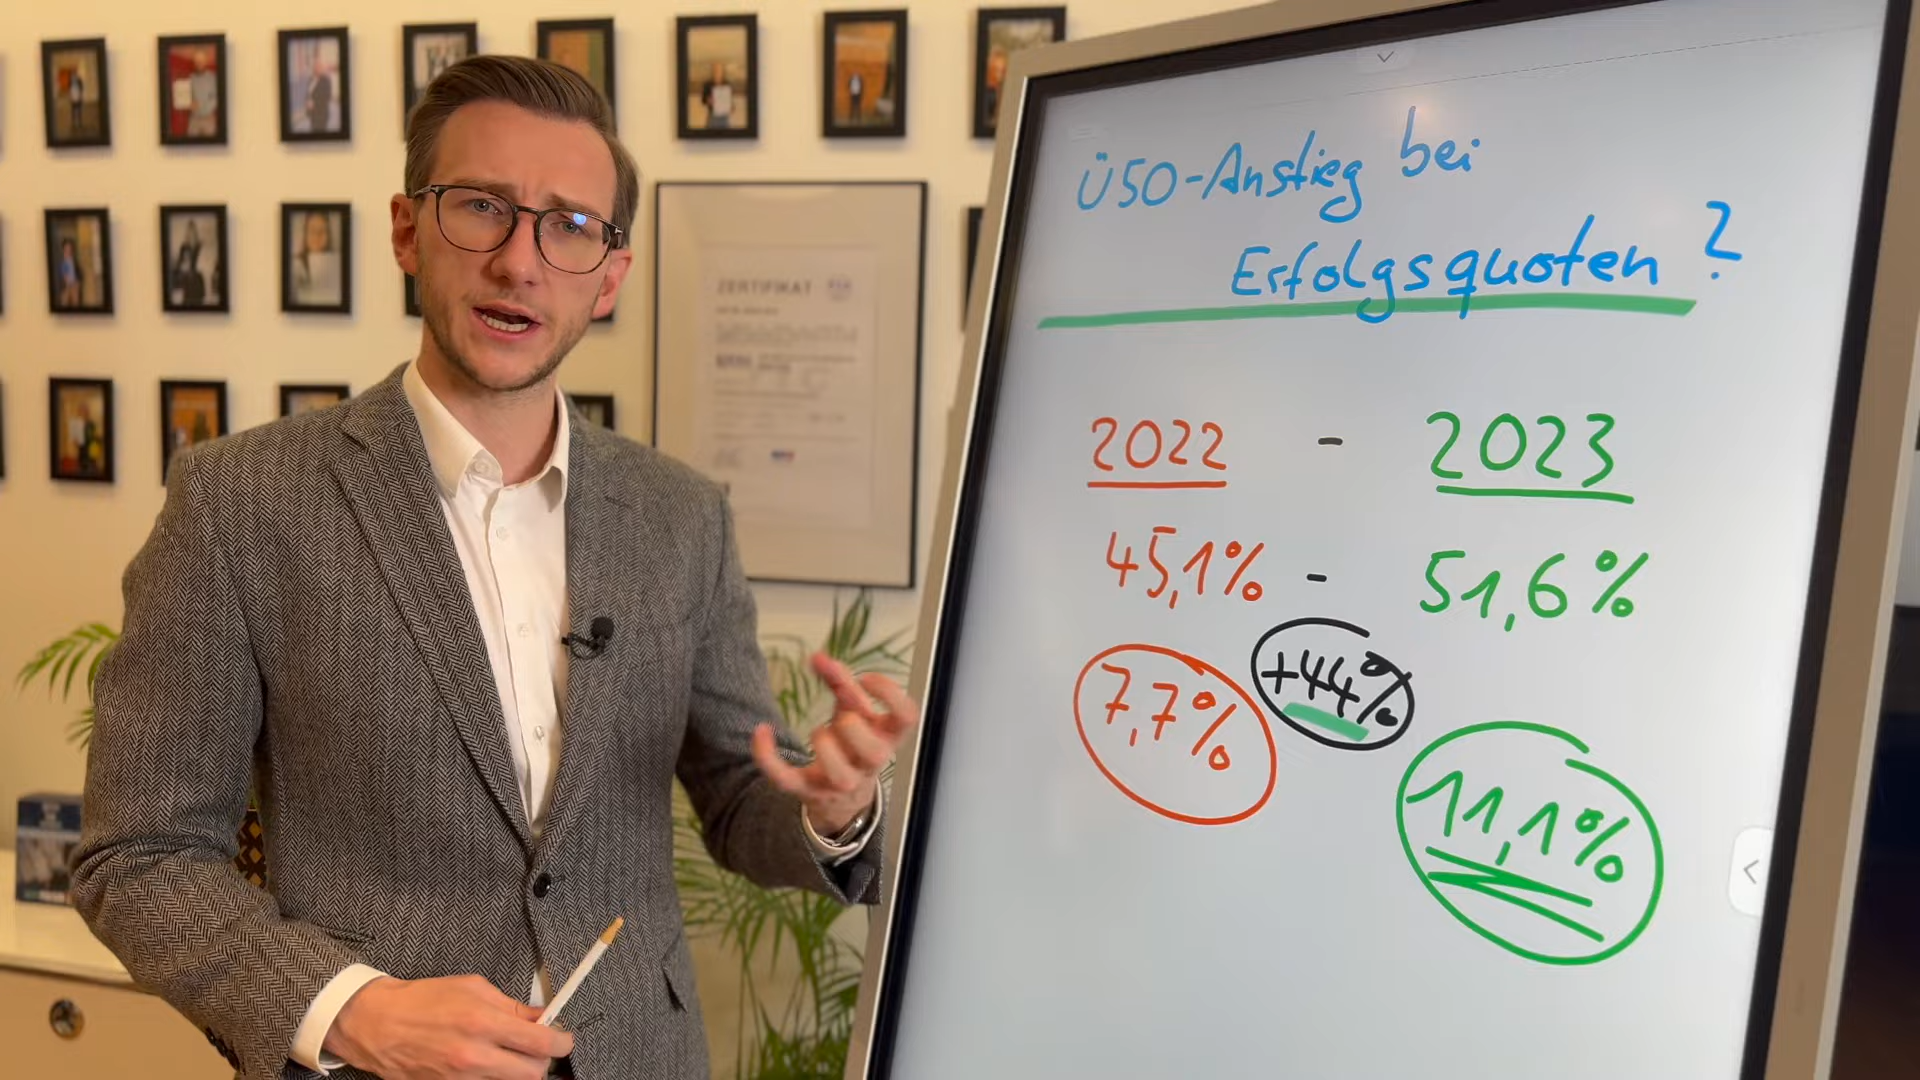 ZERTIFIKAT
Ü50-Anstieg bei
Erfolgsquoten?
2022 - 2023
45,1% - 51,6%
+44%
7,7%
11,1%